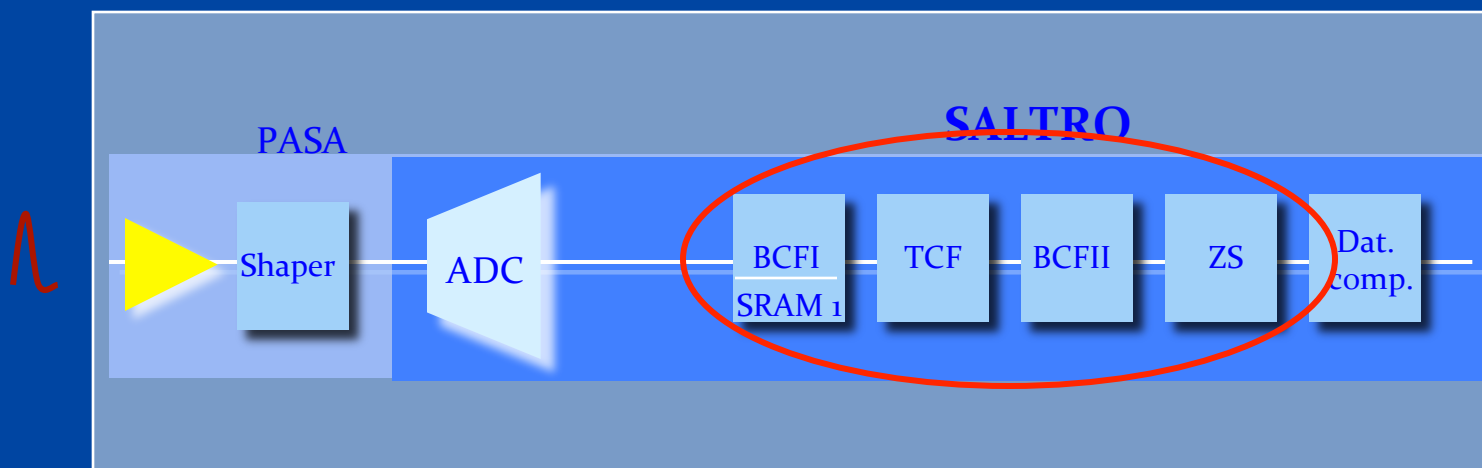 SALTRO
PASA
Shaper
ADC
BCFI
SRAM 1
TCF
BCFII
ZS
Dat.
comp.